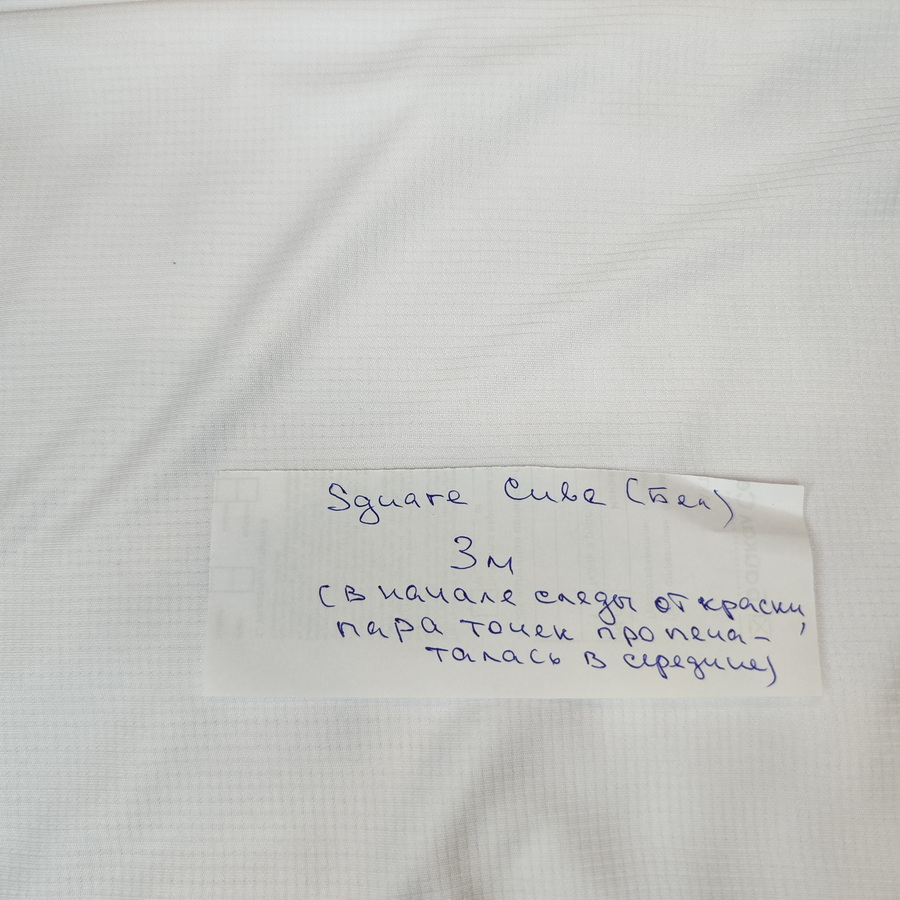 Square Cube (Бел)
3м
(в начале следы от краски,
пара точек пропеча-
талась в середине)